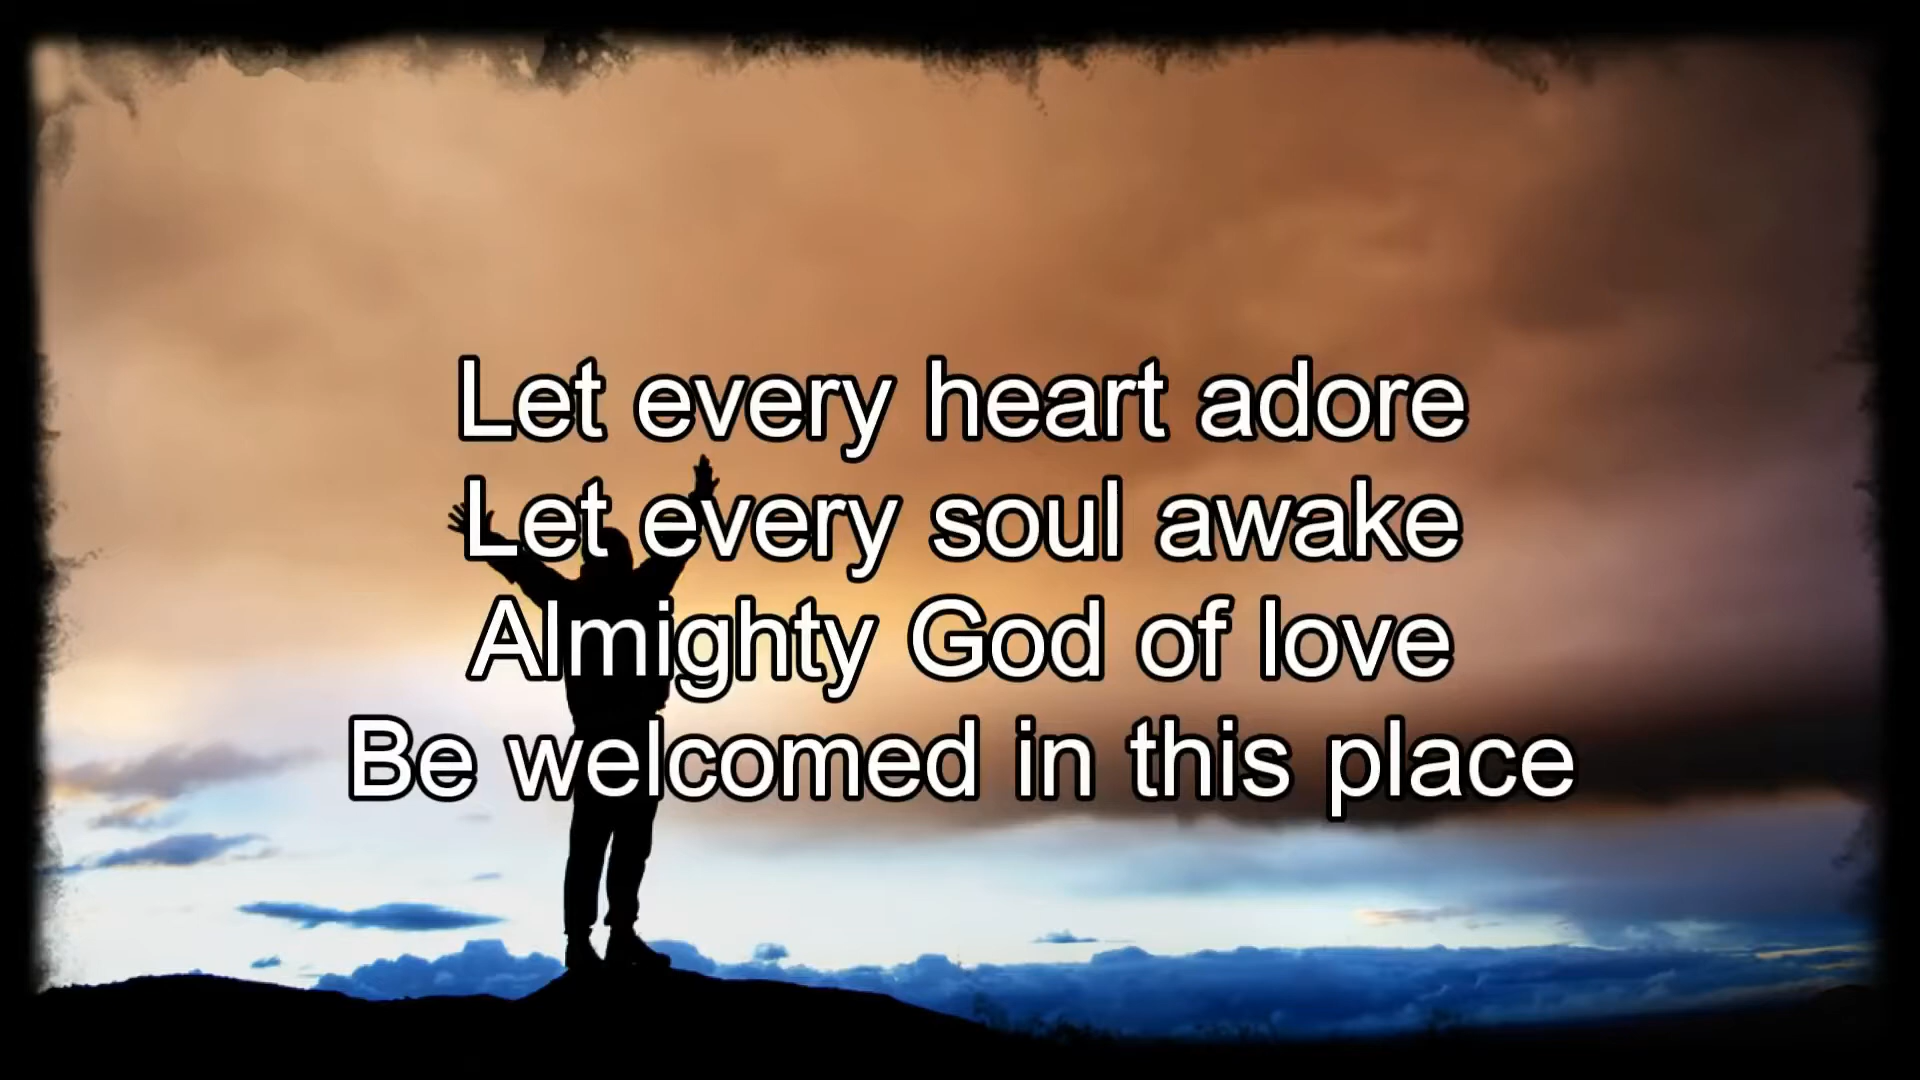 Let every heart adore
Let every soul awake
Almighty God of love
Be welcomed in this place